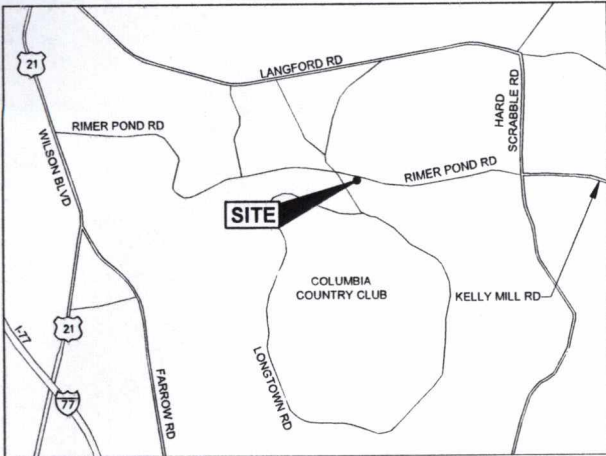 21
LANGFORD RD
HARD
SCRABBLE RD
RIMER POND RD
WILSON BLVD
RIMER POND RD
SITE
COLUMBIA
COUNTRY CLUB
KELLY MILL RD
21
I-77
77
FARROW RD
LONGTOWN RD